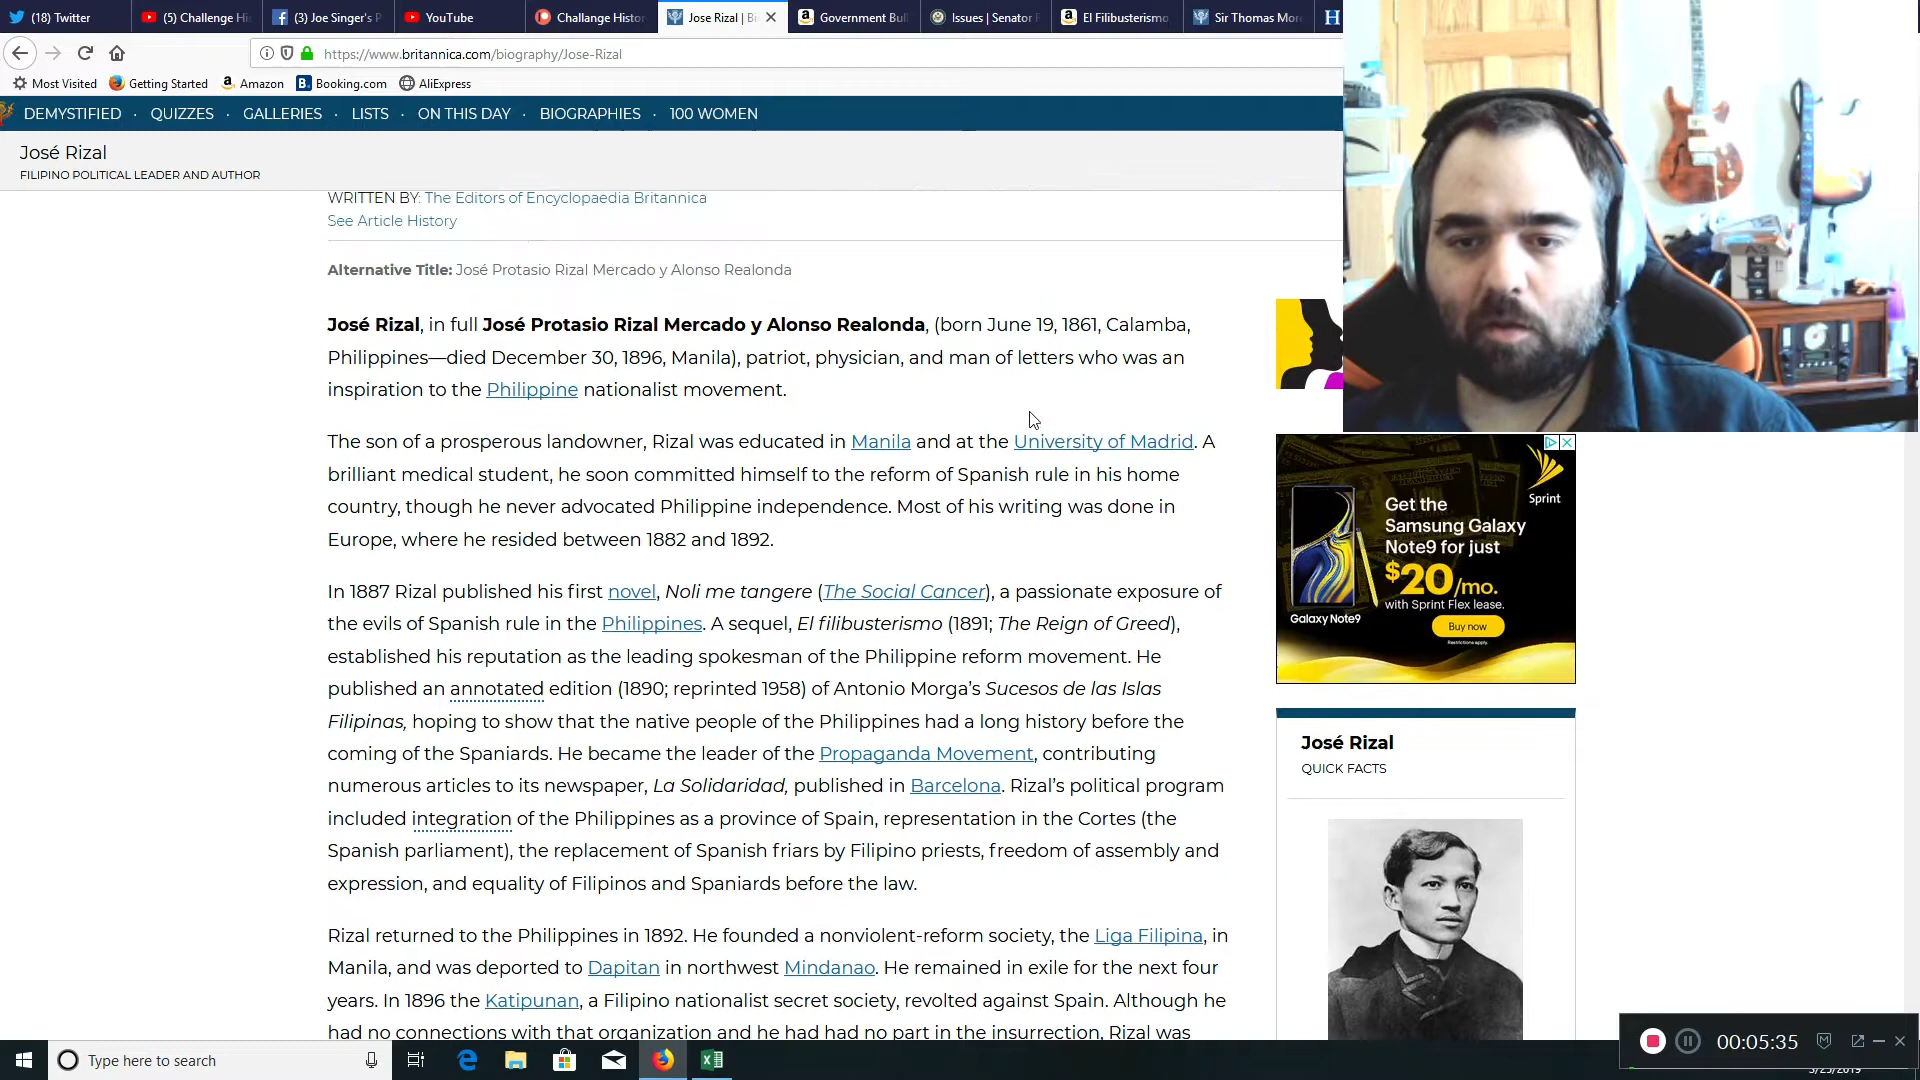 (18) Twitter
(5) Challenge Hi
(3) Joe Singer's P
YouTube
Challange Histor
Jose Rizal | B
Government Bul
Issues | Senator
El Filibusterismo
Sir Thomas Mor
H
https://www.britannica.com/biography/Jose-Rizal
Most Visited
Getting Started
Amazon
Booking.com
AliExpress
DEMYSTIFIED · QUIZZES · GALLERIES · LISTS · ON THIS DAY · BIOGRAPHIES · 100 WOMEN
José Rizal
FILIPINO POLITICAL LEADER AND AUTHOR
WRITTEN BY: The Editors of Encyclopaedia Britannica
See Article History
Alternative Title: José Protasio Rizal Mercado y Alonso Realonda
José Rizal, in full José Protasio Rizal Mercado y Alonso Realonda, (born June 19, 1861, Calamba,
Philippines—died December 30, 1896, Manila), patriot, physician, and man of letters who was an
inspiration to the Philippine nationalist movement.
The son of a prosperous landowner, Rizal was educated in Manila and at the University of Madrid. A
brilliant medical student, he soon committed himself to the reform of Spanish rule in his home
country, though he never advocated Philippine independence. Most of his writing was done in
Europe, where he resided between 1882 and 1892.
In 1887 Rizal published his first novel, Noli me tangere (The Social Cancer), a passionate exposure of
the evils of Spanish rule in the Philippines. A sequel, El filibusterismo (1891; The Reign of Greed),
established his reputation as the leading spokesman of the Philippine reform movement. He
published an annotated edition (1890; reprinted 1958) of Antonio Morga's Sucesos de las Islas
Filipinas, hoping to show that the native people of the Philippines had a long history before the
coming of the Spaniards. He became the leader of the Propaganda Movement, contributing
numerous articles to its newspaper, La Solidaridad, published in Barcelona. Rizal's political program
included integration of the Philippines as a province of Spain, representation in the Cortes (the
Spanish parliament), the replacement of Spanish friars by Filipino priests, freedom of assembly and
expression, and equality of Filipinos and Spaniards before the law.
Rizal returned to the Philippines in 1892. He founded a nonviolent-reform society, the Liga Filipina, in
Manila, and was deported to Dapitan in northwest Mindanao. He remained in exile for the next four
years. In 1896 the Katipunan, a Filipino nationalist secret society, revolted against Spain. Although he
had no connections with that organization and he had had no part in the insurrection, Rizal was
Sprint
Get the
Samsung Galaxy
Note9 for just
$20/mo.
with Sprint Flex lease.
Galaxy Note9
Buy now
Restrictions apply.
José Rizal
QUICK FACTS
Type here to search
00:05:35